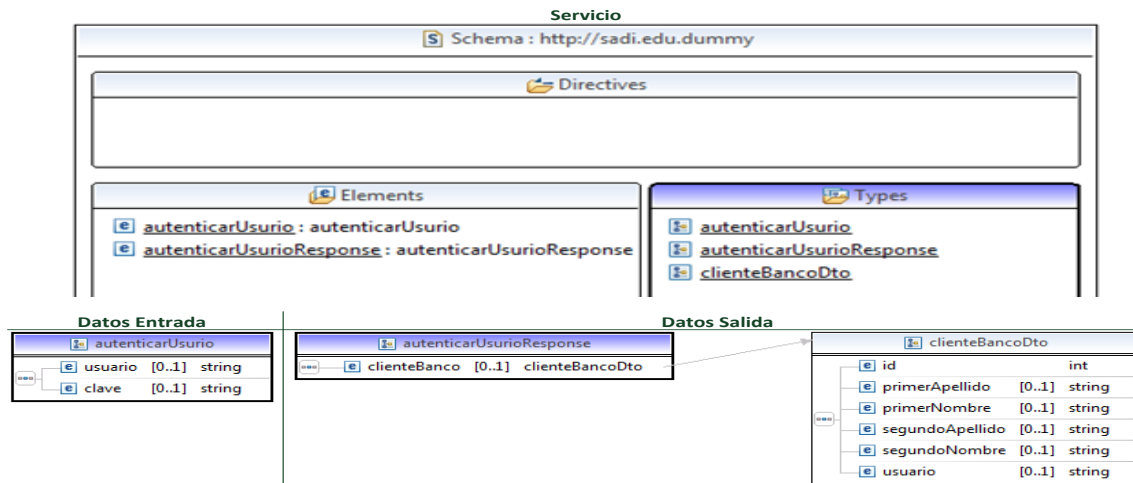 Servicio
Schema : http://sadi.edu.dummy
Directives
Elements
autenticarUsurio : autenticarUsurio
autenticarUsurioResponse : autenticarUsurioResponse
Types
autenticarUsurio
autenticarUsurioResponse
clienteBancoDto
Datos Entrada
autenticarUsurio
usuario [0..1] string
clave [0..1] string
Datos Salida
autenticarUsurioResponse
clienteBanco [0..1] clienteBancoDto
clienteBancoDto
id int
primerApellido [0..1] string
primerNombre [0..1] string
segundoApellido [0..1] string
segundoNombre [0..1] string
usuario [0..1] string